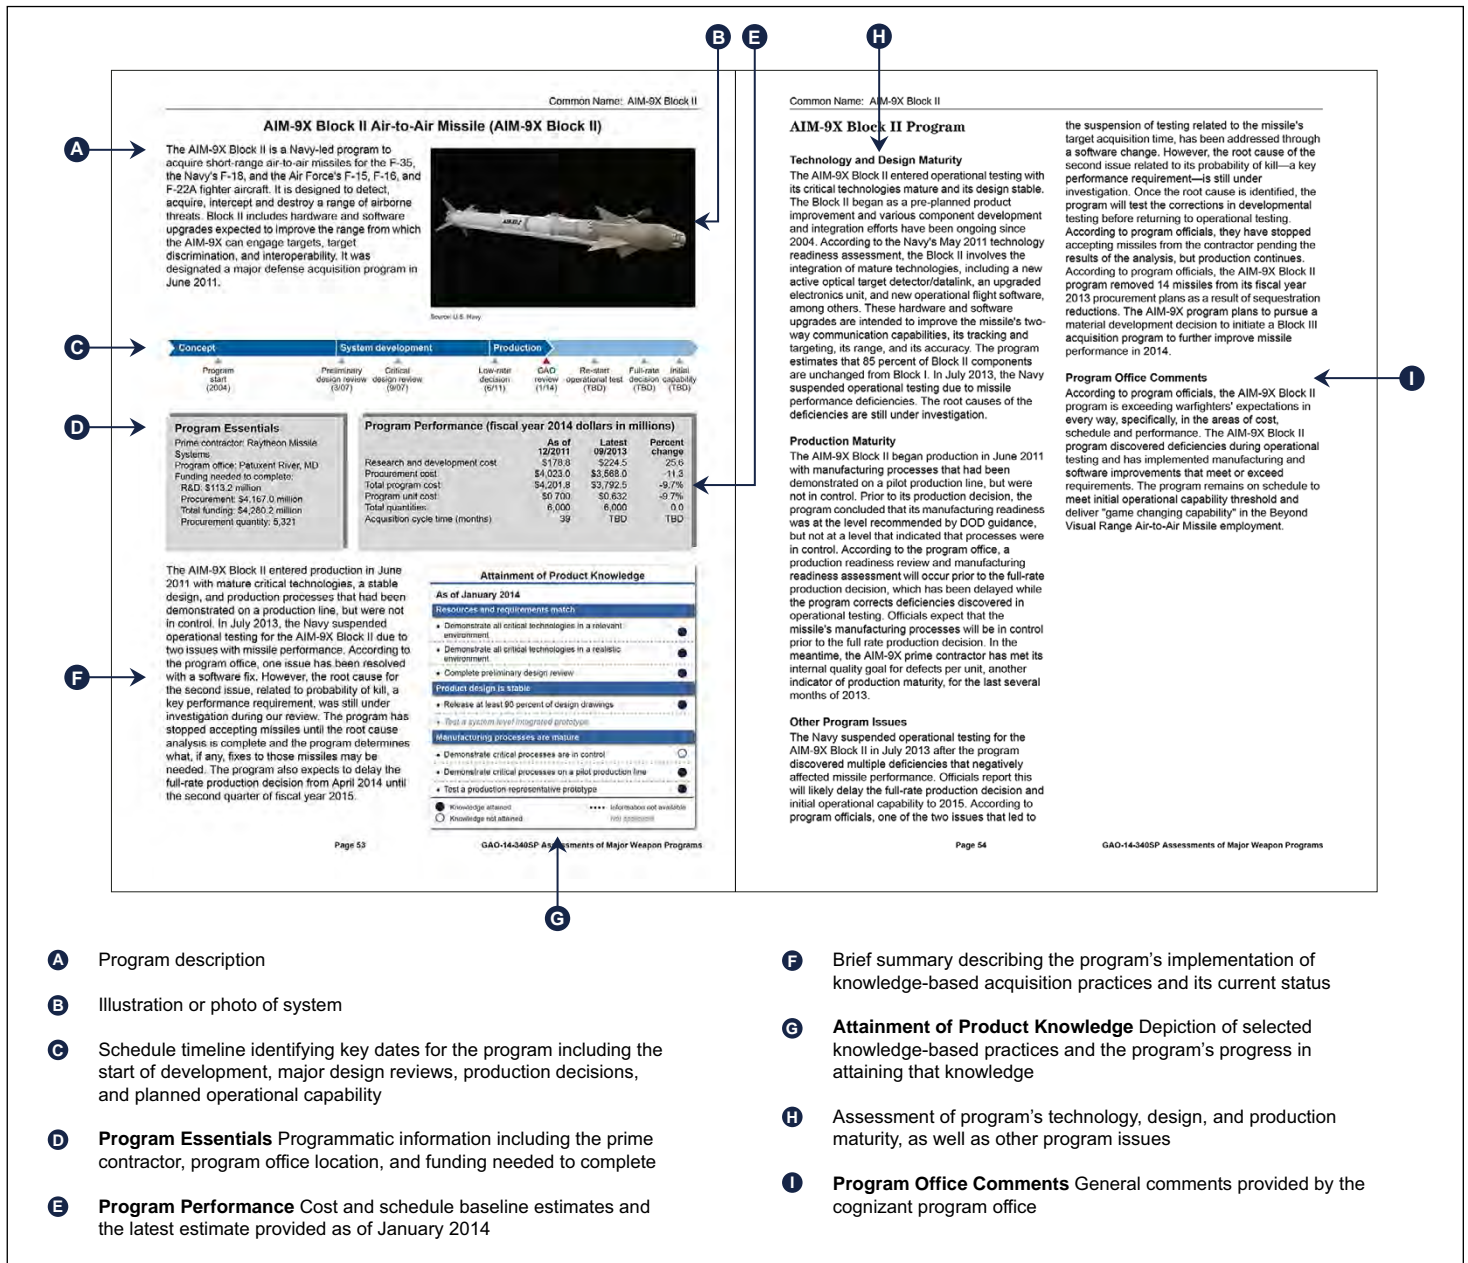 B
E
H
Common Name: AIM-9X Block II
AIM-9X Block II Air-to-Air Missile (AIM-9X Block II)
A
The AIM-9X Block II is a Navy-led program to
acquire short-range air-to-air missiles for the F-35,
the Navy's F-18, and the Air Force's F-15, F-16, and
F-22A fighter aircraft. It is designed to detect,
acquire, intercept and destroy a range of airborne
threats. Block II includes hardware and software
upgrades expected to improve the range from which
the AIM-9X can engage targets, target
discrimination, and interoperability. It was
designated a major defense acquisition program in
June 2011.
Source: U.S. Navy
C
Concept
System development
Production
Program
start
(2004)
Preliminary
design review
(3/07)
Critical
design review
(9/07)
Low-rate
decision
(6/11)
GAO
review
(1/14)
Re-start
operational test
(TBD)
Full-rate
decision
(TBD)
Initial
capability
(TBD)
D
Program Essentials
Prime contractor: Raytheon Missile
Systems
Program office: Patuxent River, MD
Funding needed to complete:
R&D: $113.2 million
Procurement: $4,167.0 million
Total funding: $4,280.2 million
Procurement quantity: 5,321
Program Performance (fiscal year 2014 dollars in millions)
As of 12/2011 Latest 09/2013 Percent change
Research and development cost $178.8 $224.5 25.6
Procurement cost $4,023.0 $3,568.0 -11.3
Total program cost $4,201.8 $3,792.5 -9.7%
Program unit cost $0.700 $0.632 -9.7%
Total quantities 6,000 6,000 0.0
Acquisition cycle time (months) 39 TBD TBD
F
The AIM-9X Block II entered production in June
2011 with mature critical technologies, a stable
design, and production processes that had been
demonstrated on a production line, but were not
in control. In July 2013, the Navy suspended
operational testing for the AIM-9X Block II due to
two issues with missile performance. According to
the program office, one issue has been resolved
with a software fix. However, the root cause for
the second issue, related to probability of kill, a
key performance requirement, was still under
investigation during our review. The program has
stopped accepting missiles until the root cause
analysis is complete and the program determines
what, if any, fixes to those missiles may be
needed. The program also expects to delay the
full-rate production decision from April 2014 until
the second quarter of fiscal year 2015.
Attainment of Product Knowledge
As of January 2014
Resources and requirements match
• Demonstrate all critical technologies in a relevant
environment
• Demonstrate all critical technologies in a realistic
environment
• Complete preliminary design review
Product design is stable
• Release at least 90 percent of design drawings
• Test a system-level integrated prototype
Manufacturing processes are mature
• Demonstrate critical processes are in control
• Demonstrate critical processes on a pilot production line
• Test a production representative prototype
Knowledge attained
Information not available
Knowledge not attained
Not applicable
Page 53
GAO-14-340SP Assessments of Major Weapon Programs
G
Common Name: AIM-9X Block II
AIM-9X Block II Program
Technology and Design Maturity
The AIM-9X Block II entered operational testing with
its critical technologies mature and its design stable.
The Block II began as a pre-planned product
improvement and various component development
and integration efforts have been ongoing since
2004. According to the Navy's May 2011 technology
readiness assessment, the Block II involves the
integration of mature technologies, including a new
active optical target detector/datalink, an upgraded
electronics unit, and new operational flight software,
among others. These hardware and software
upgrades are intended to improve the missile's two-
way communication capabilities, its tracking and
targeting, its range, and its accuracy. The program
estimates that 85 percent of Block II components
are unchanged from Block I. In July 2013, the Navy
suspended operational testing due to missile
performance deficiencies. The root causes of the
deficiencies are still under investigation.
Production Maturity
The AIM-9X Block II began production in June 2011
with manufacturing processes that had been
demonstrated on a pilot production line, but were
not in control. Prior to its production decision, the
program concluded that its manufacturing readiness
was at the level recommended by DOD guidance,
but not at a level that indicated that processes were
in control. According to the program office, a
production readiness review and manufacturing
readiness assessment will occur prior to the full-rate
production decision, which has been delayed while
the program corrects deficiencies discovered in
operational testing. Officials expect that the
missile's manufacturing processes will be in control
prior to the full rate production decision. In the
meantime, the AIM-9X prime contractor has met its
internal quality goal for defects per unit, another
indicator of production maturity, for the last several
months of 2013.
Other Program Issues
The Navy suspended operational testing for the
AIM-9X Block II in July 2013 after the program
discovered multiple deficiencies that negatively
affected missile performance. Officials report this
will likely delay the full-rate production decision and
initial operational capability to 2015. According to
program officials, one of the two issues that led to
the suspension of testing related to the missile's
target acquisition time, has been addressed through
a software change. However, the root cause of the
second issue related to its probability of kill—a key
performance requirement—is still under
investigation. Once the root cause is identified, the
program will test the corrections in developmental
testing before returning to operational testing.
According to program officials, they have stopped
accepting missiles from the contractor pending the
results of the analysis, but production continues.
According to program officials, the AIM-9X Block II
program removed 14 missiles from its fiscal year
2013 procurement plans as a result of sequestration
reductions. The AIM-9X program plans to pursue a
material development decision to initiate a Block III
acquisition program to further improve missile
performance in 2014.
Program Office Comments
I
According to program officials, the AIM-9X Block II
program is exceeding warfighters' expectations in
every way, specifically, in the areas of cost,
schedule and performance. The AIM-9X Block II
program discovered deficiencies during operational
testing and has implemented manufacturing and
software improvements that meet or exceed
requirements. The program remains on schedule to
meet initial operational capability threshold and
deliver "game changing capability" in the Beyond
Visual Range Air-to-Air Missile employment.
Page 54
GAO-14-340SP Assessments of Major Weapon Programs
A Program description
B Illustration or photo of system
C Schedule timeline identifying key dates for the program including the
start of development, major design reviews, production decisions,
and planned operational capability
D Program Essentials Programmatic information including the prime
contractor, program office location, and funding needed to complete
E Program Performance Cost and schedule baseline estimates and
the latest estimate provided as of January 2014
F Brief summary describing the program's implementation of
knowledge-based acquisition practices and its current status
G Attainment of Product Knowledge Depiction of selected
knowledge-based practices and the program's progress in
attaining that knowledge
H Assessment of program's technology, design, and production
maturity, as well as other program issues
I Program Office Comments General comments provided by the
cognizant program office